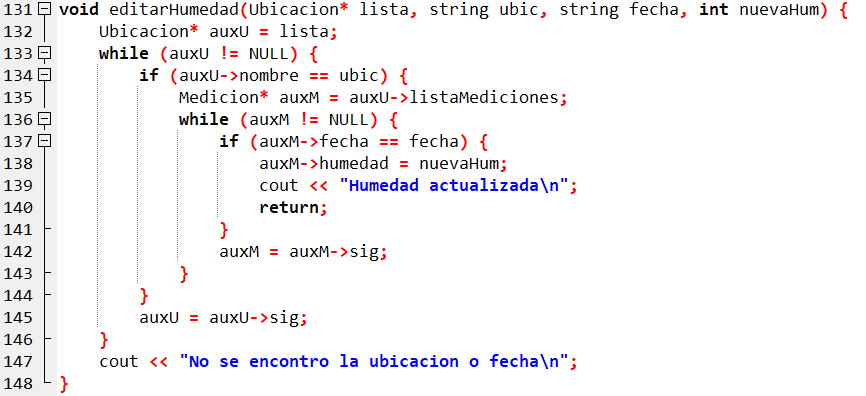 131 void editarHumedad(Ubicacion* lista, string ubic, string fecha, int nuevaHum) {
132     Ubicacion* auxU = lista;
133     while (auxU != NULL) {
134         if (auxU->nombre == ubic) {
135             Medicion* auxM = auxU->listaMediciones;
136             while (auxM != NULL) {
137                 if (auxM->fecha == fecha) {
138                     auxM->humedad = nuevaHum;
139                     cout << "Humedad actualizada\n";
140                     return;
141                 }
142                 auxM = auxM->sig;
143             }
144         }
145         auxU = auxU->sig;
146     }
147     cout << "No se encontro la ubicacion o fecha\n";
148 }